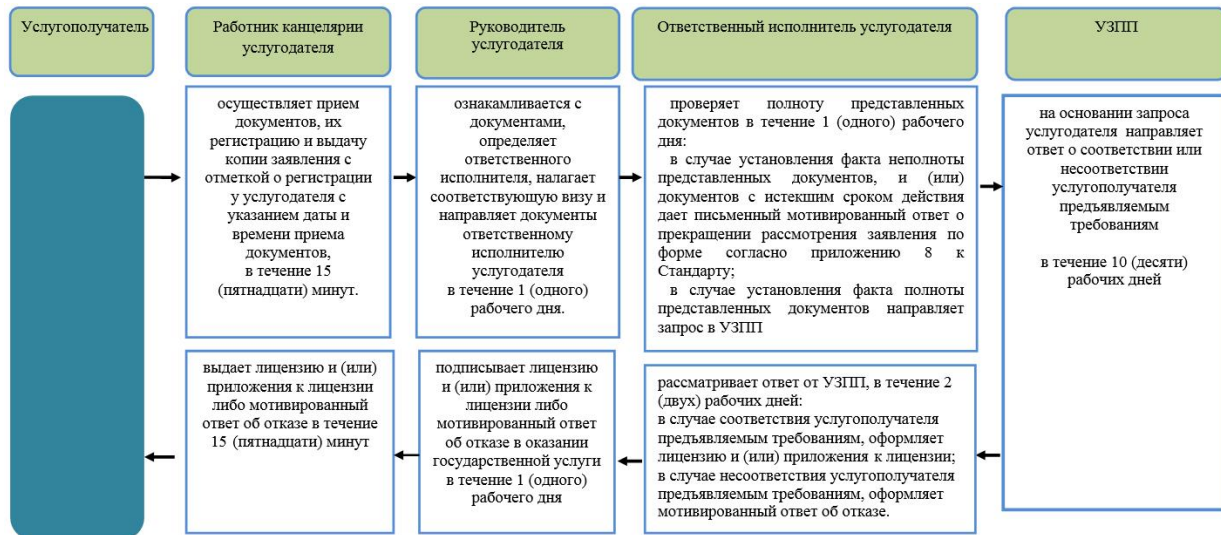 Услугополучатель
Работник канцелярии
услугодателя
Руководитель
услугодателя
Ответственный исполнитель услугодателя
УЗПП
осуществляет прием
документов, их
регистрацию и выдачу
копии заявления с
отметкой о регистрации
у услугодателя с
указанием даты и
времени приема
документов,
в течение 15
(пятнадцати) минут.
ознакамливается с
документами,
определяет
ответственного
исполнителя, налагает
соответствующую визу и
направляет документы
ответственному
исполнителю
услугодателя
в течение 1 (одного)
рабочего дня.
проверяет полноту представленных
документов в течение 1 (одного) рабочего
дня:
в случае установления факта неполноты
представленных документов, и (или)
документов с истекшим сроком действия
дает письменный мотивированный ответ о
прекращении рассмотрения заявления по
форме согласно приложению 8 к
Стандарту;
в случае установления факта полноты
представленных документов направляет
запрос в УЗПП
на основании запроса
услугодателя направляет
ответ о соответствии или
несоответствии
услугополучателя
предъявляемым
требованиям
в течение 10 (десяти)
рабочих дней
выдает лицензию и (или)
приложения к лицензии
либо мотивированный
ответ об отказе в течение
15 (пятнадцати) минут
подписывает лицензию
и (или) приложения к
лицензии либо
мотивированный ответ
об отказе в оказании
государственной услуги
в течение 1 (одного)
рабочего дня
рассматривает ответ от УЗПП, в течение 2
(двух) рабочих дней:
в случае соответствия услугополучателя
предъявляемым требованиям, оформляет
лицензию и (или) приложения к лицензии;
в случае несоответствия услугополучателя
предъявляемым требованиям, оформляет
мотивированный ответ об отказе.